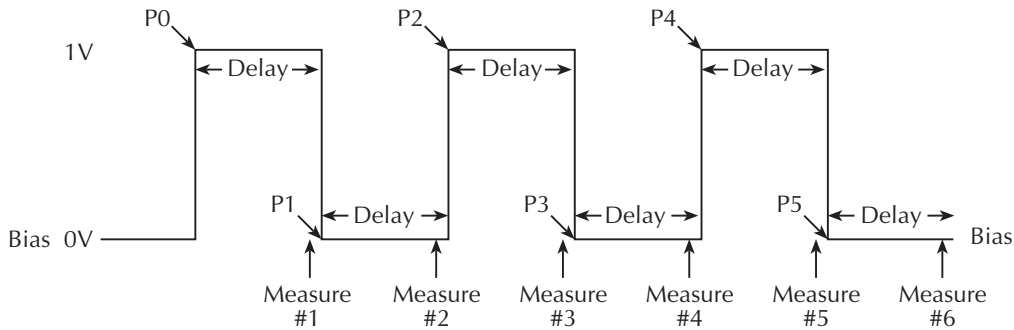 P0
P2
P4
1V
Delay
Delay
Delay
P1
Delay
P3
Delay
P5
Delay
Bias 0V
Bias
Measure
#1
Measure
#2
Measure
#3
Measure
#4
Measure
#5
Measure
#6